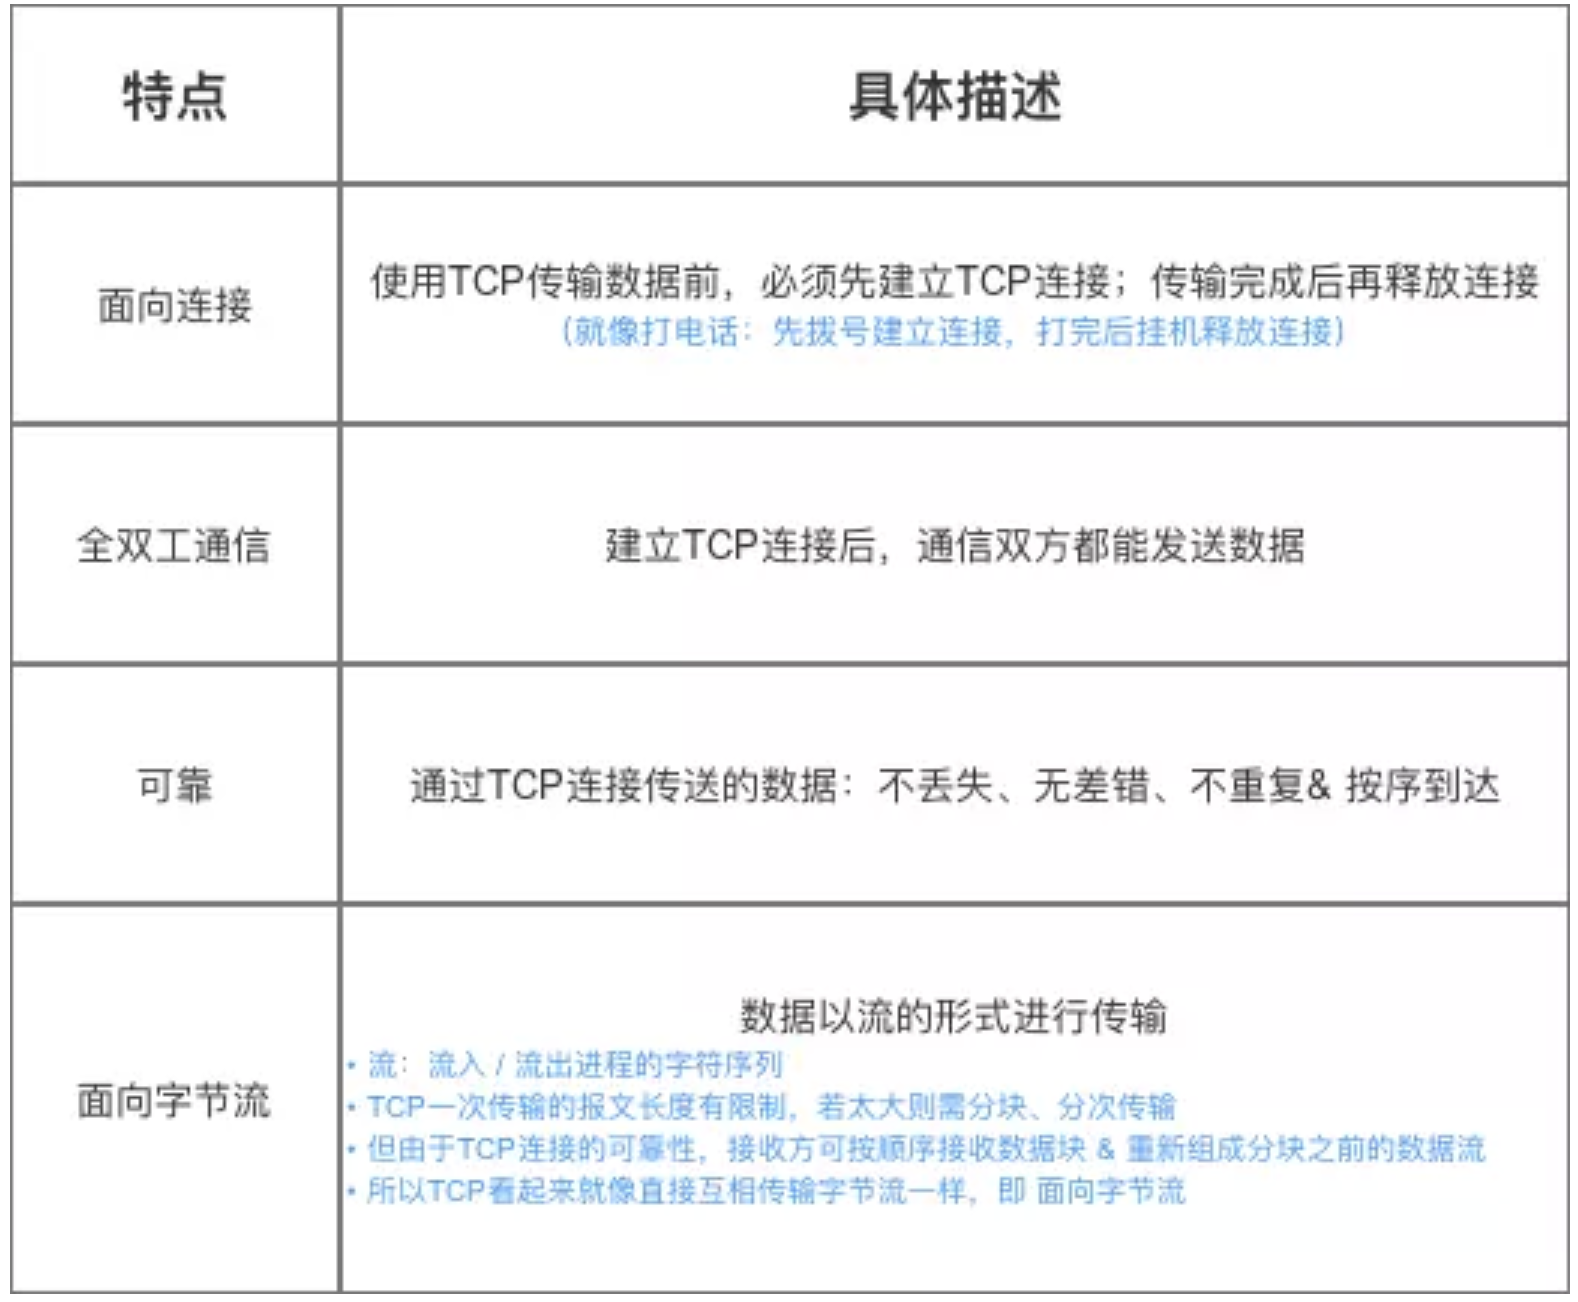 特点
具体描述
面向连接
使用TCP传输数据前，必须先建立TCP连接；传输完成后再释放连接
（就像打电话：先拨号建立连接，打完后挂机释放连接）
全双工通信
建立TCP连接后，通信双方都能发送数据
可靠
通过TCP连接传送的数据：不丢失、无差错、不重复& 按序到达
面向字节流
数据以流的形式进行传输
• 流：流入 / 流出进程的字符序列
• TCP一次传输的报文长度有限制，若太大则需分块、分次传输
• 但由于TCP连接的可靠性，接收方可按顺序接收数据块 & 重新组成分块之前的数据流
• 所以TCP看起来就像直接互相传输字节流一样，即 面向字节流